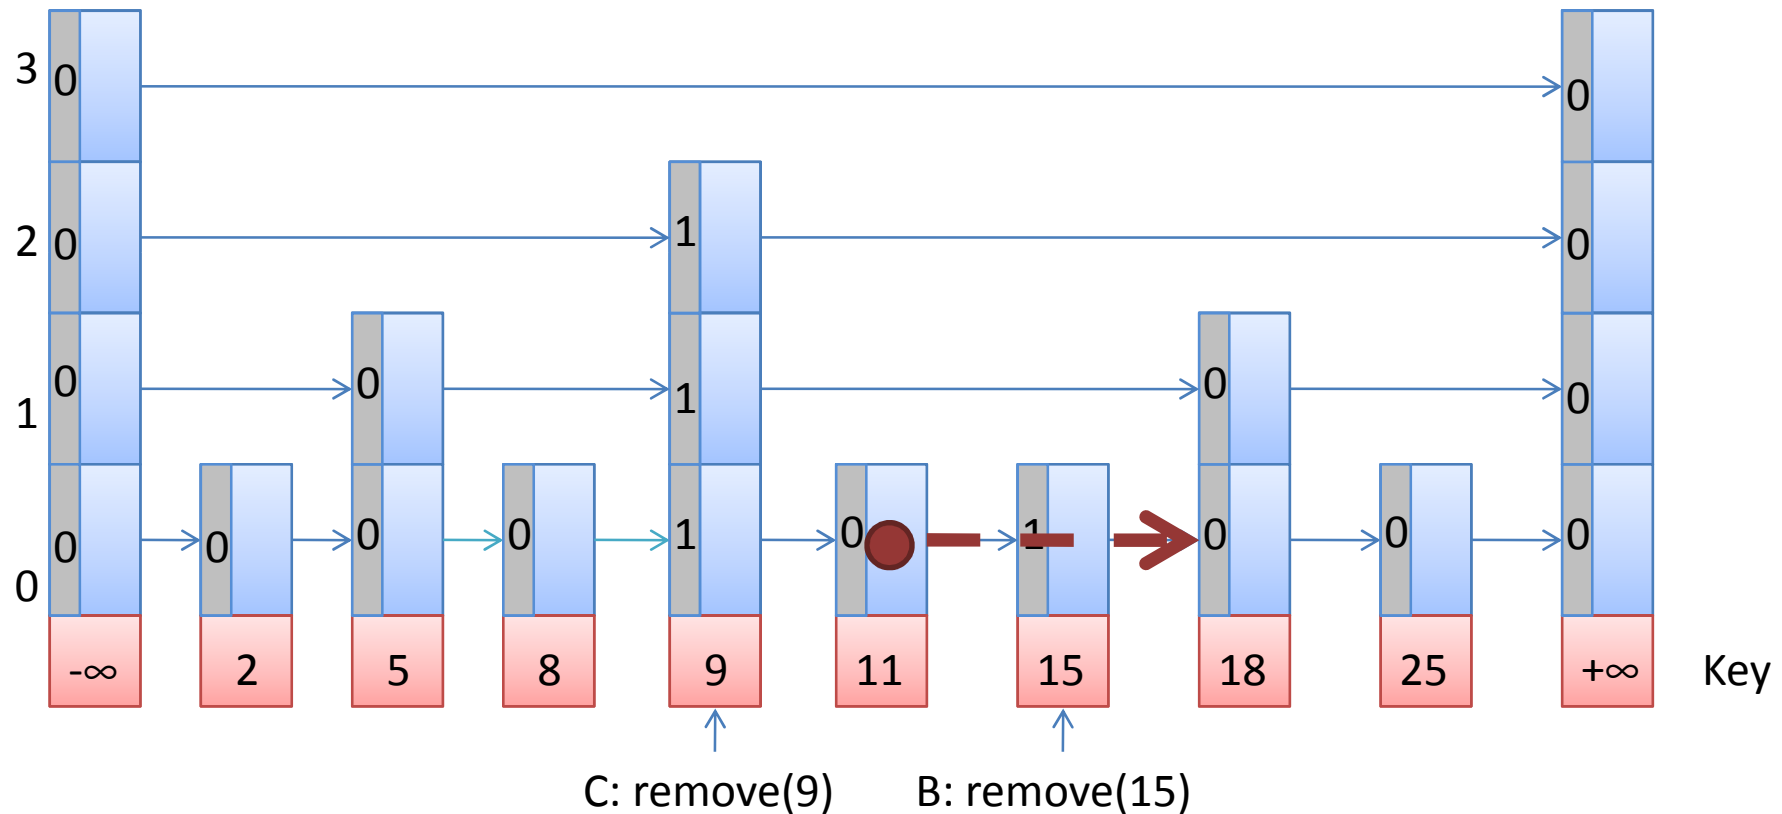 3 0 0
2 0 1 0
0 0 1 0 0
1
0 0 0 0 1 0 1 0 0 0
0
-∞ 2 5 8 9 11 15 18 25 +∞ Key
C: remove(9) B: remove(15)